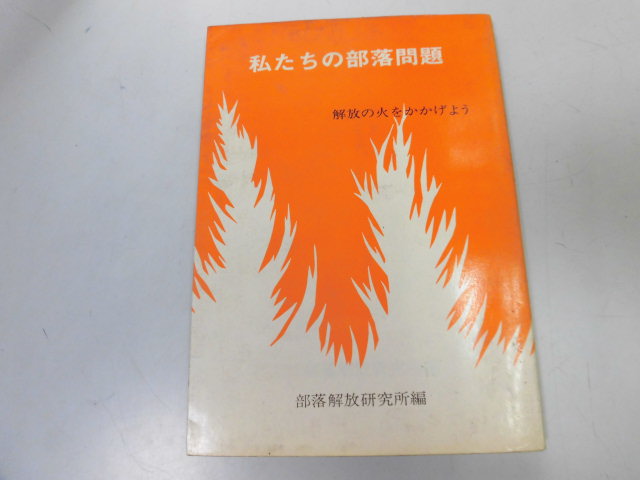 私たちの部落問題
解放の火をかかげよう
部落解放研究所編